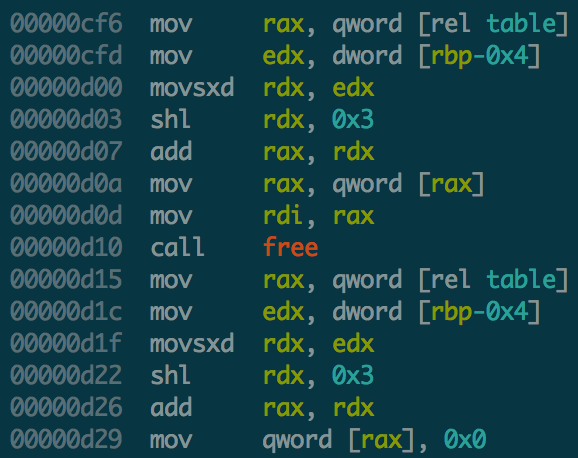 00000cf6 mov rax, qword [rel table]
00000cfd mov edx, dword [rbp-0x4]
00000d00 movsxd rdx, edx
00000d03 shl rdx, 0x3
00000d07 add rax, rdx
00000d0a mov rax, qword [rax]
00000d0d mov rdi, rax
00000d10 call free
00000d15 mov rax, qword [rel table]
00000d1c mov edx, dword [rbp-0x4]
00000d1f movsxd rdx, edx
00000d22 shl rdx, 0x3
00000d26 add rax, rdx
00000d29 mov qword [rax], 0x0